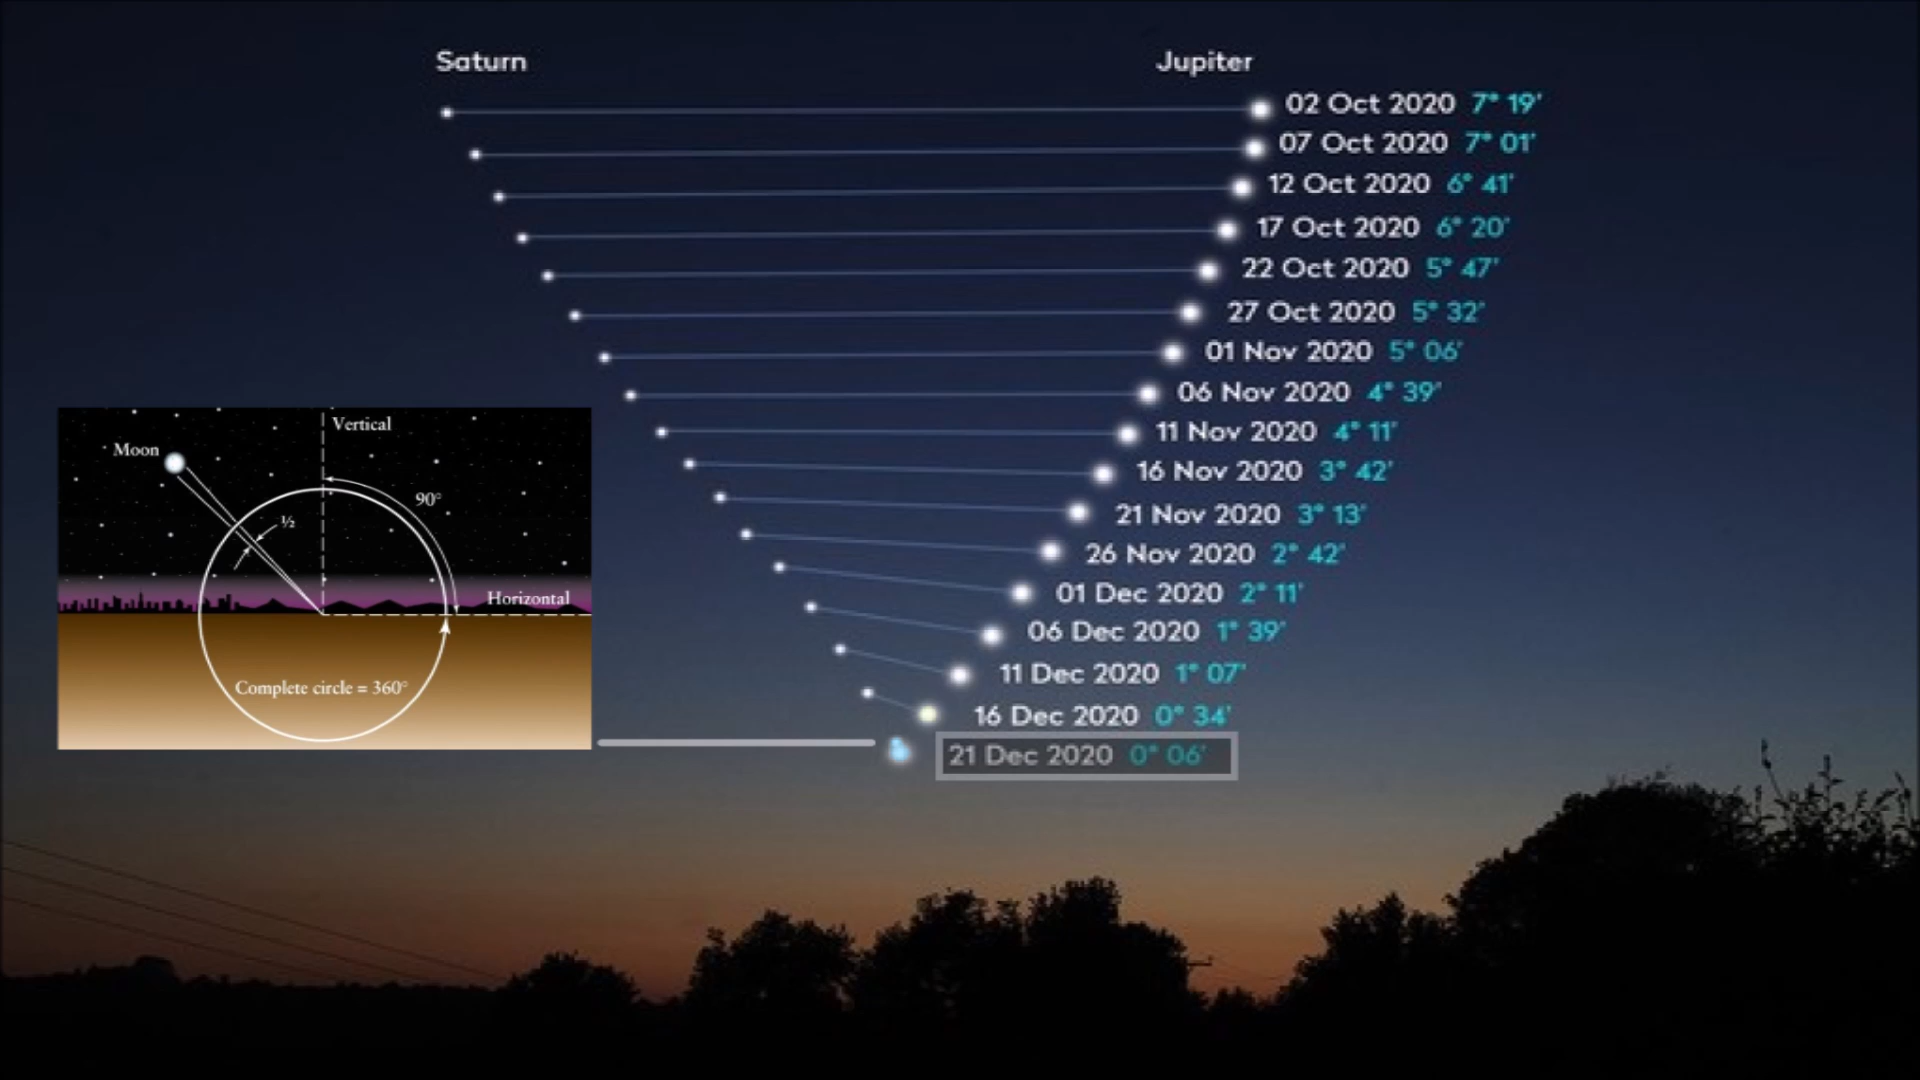 Saturn Jupiter
02 Oct 2020 7° 19'
07 Oct 2020 7° 01'
12 Oct 2020 6° 41'
17 Oct 2020 6° 20'
22 Oct 2020 5° 47'
27 Oct 2020 5° 32'
01 Nov 2020 5° 06'
06 Nov 2020 4° 39'
11 Nov 2020 4° 11'
16 Nov 2020 3° 42'
21 Nov 2020 3° 13'
26 Nov 2020 2° 42'
01 Dec 2020 2° 11'
06 Dec 2020 1° 39'
11 Dec 2020 1° 07'
16 Dec 2020 0° 34'
21 Dec 2020 0° 06'
Vertical
Moon
90°
½
Horizontal
Complete circle = 360°